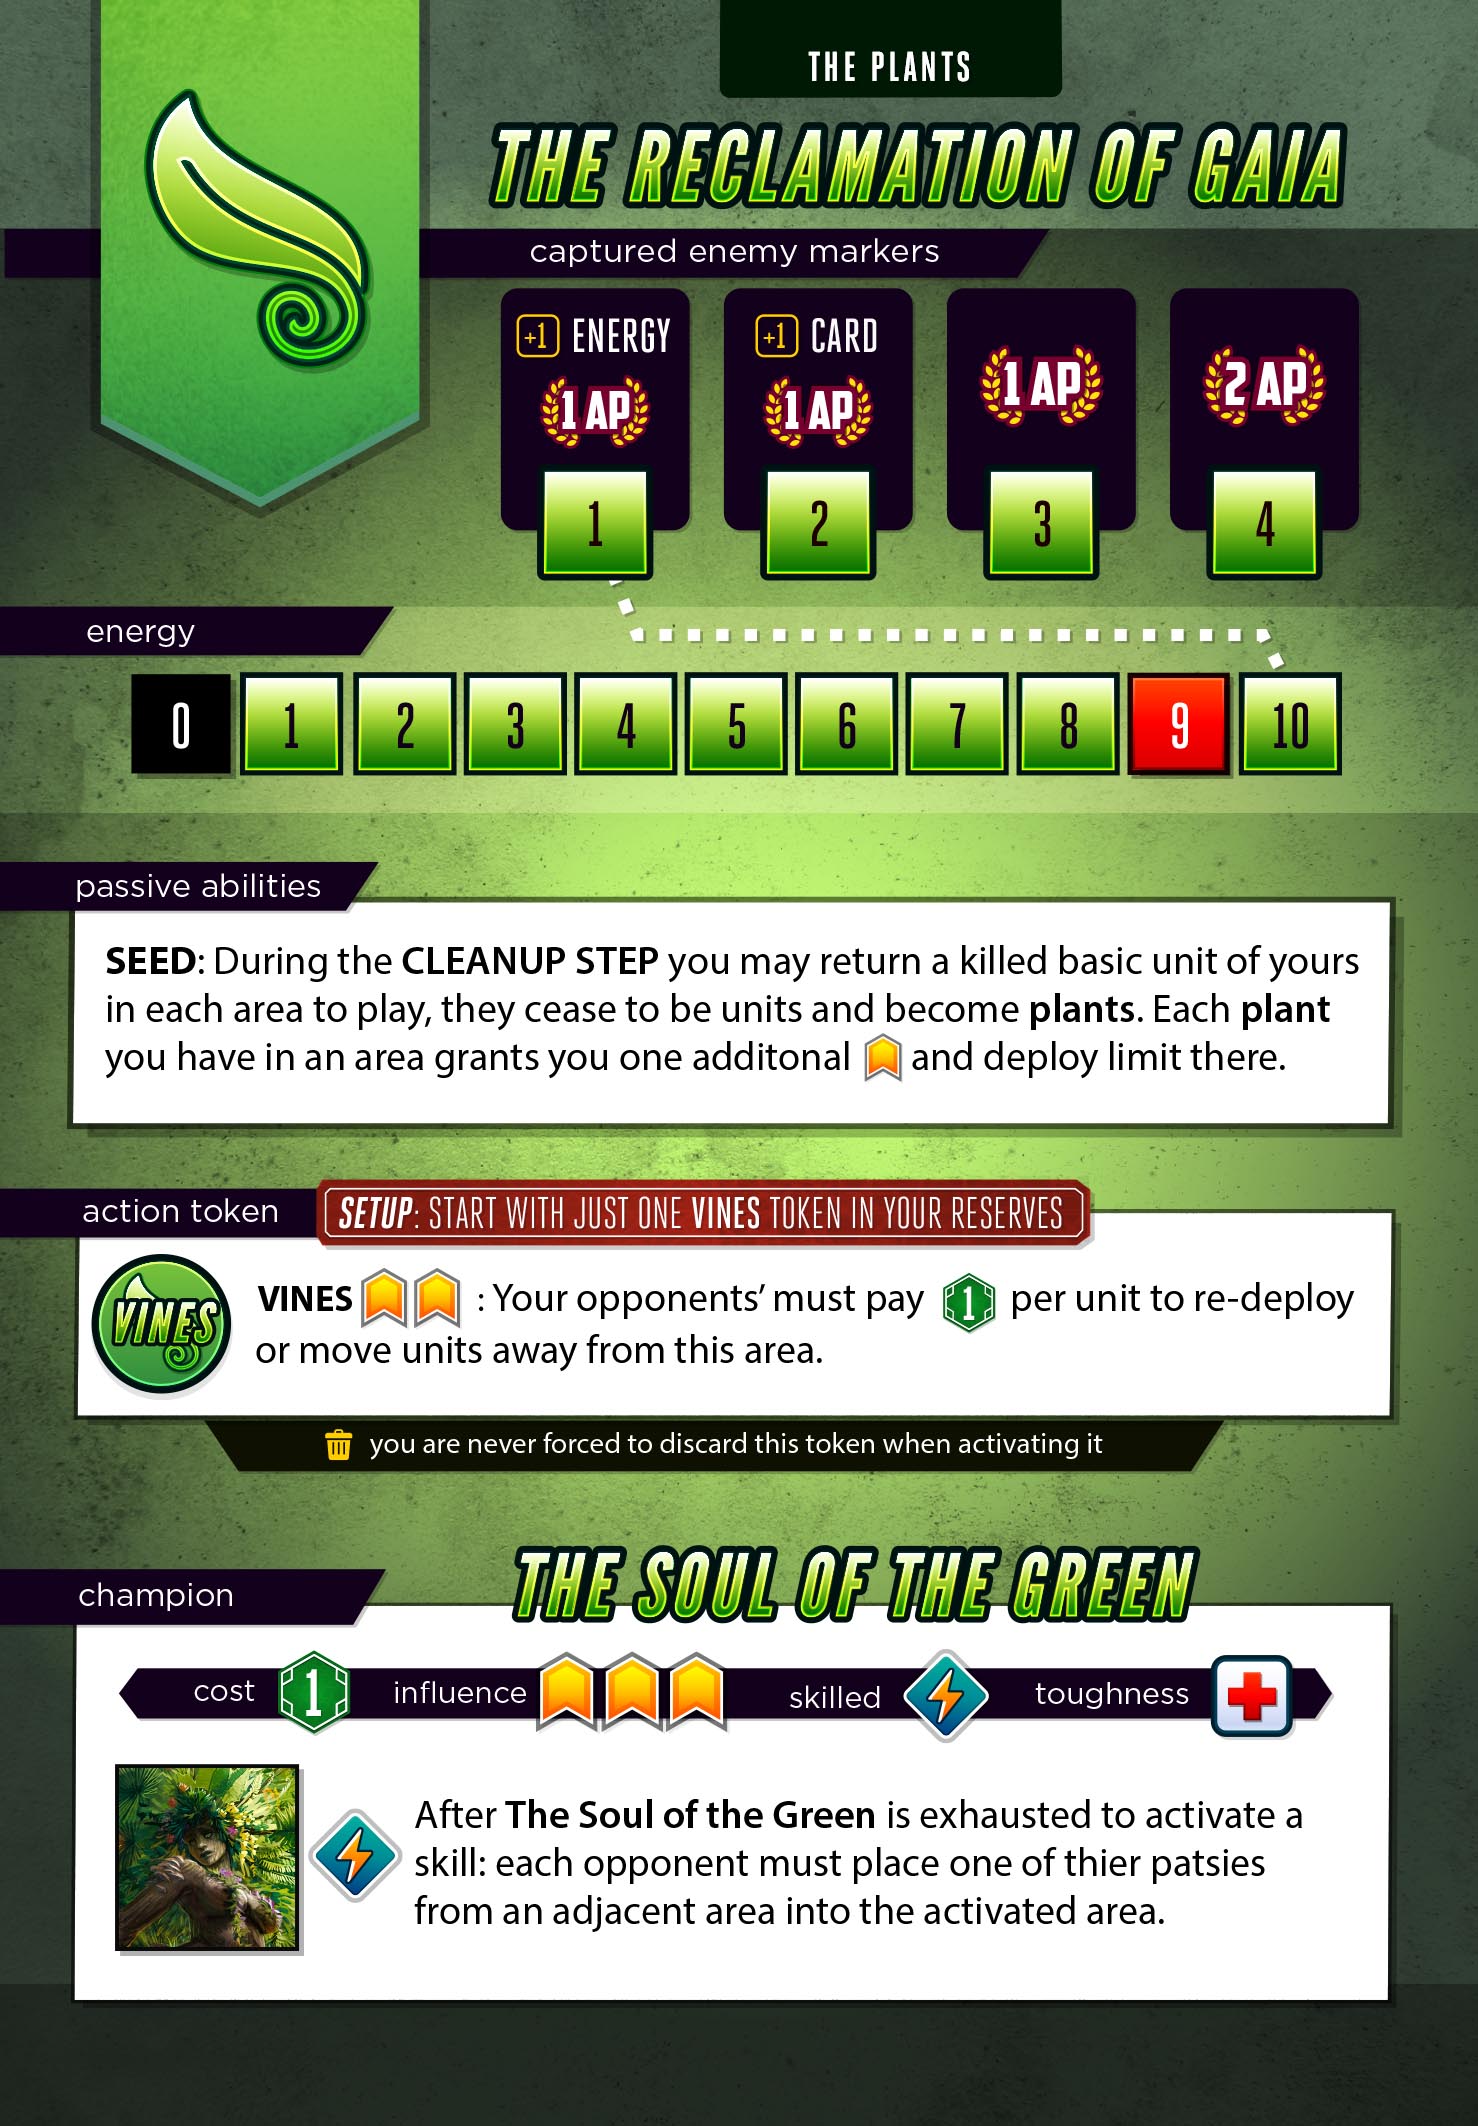 THE PLANTS
THE RECLAMATION OF GAIA
captured enemy markers
+1 ENERGY
1 AP
1
+1 CARD
1 AP
2
1 AP
3
2 AP
4
energy
0 1 2 3 4 5 6 7 8 9 10
passive abilities
SEED: During the CLEANUP STEP you may return a killed basic unit of yours
in each area to play, they cease to be units and become plants. Each plant
you have in an area grants you one additonal and deploy limit there.
action token
SETUP: START WITH JUST ONE VINES TOKEN IN YOUR RESERVES
VINES
VINES : Your opponents' must pay 1 per unit to re-deploy
or move units away from this area.
you are never forced to discard this token when activating it
THE SOUL OF THE GREEN
champion
cost 1 influence skilled toughness
After The Soul of the Green is exhausted to activate a
skill: each opponent must place one of thier patsies
from an adjacent area into the activated area.